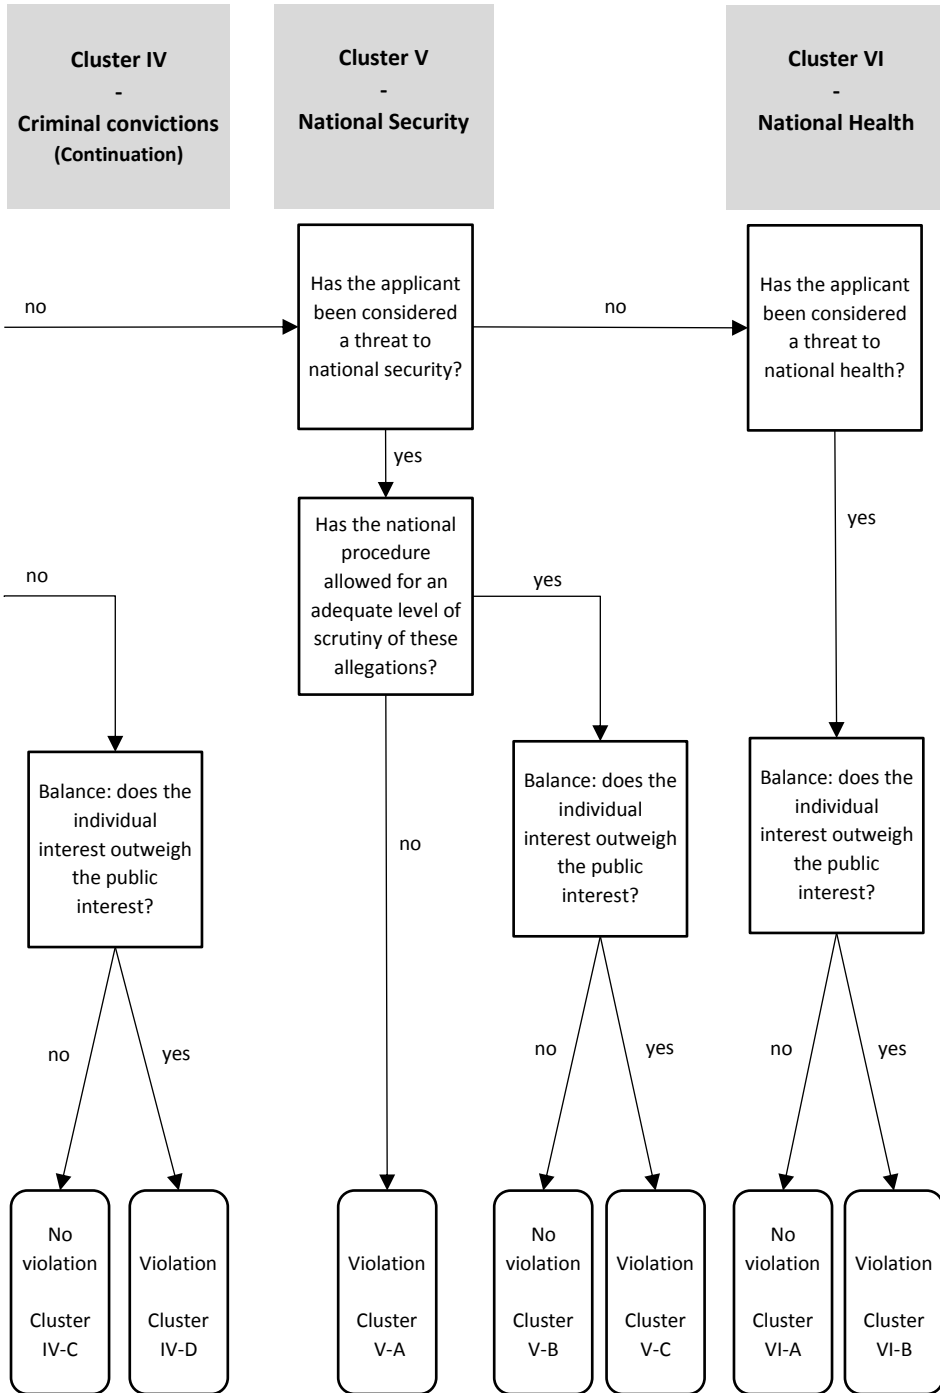 Cluster IV
-
Criminal convictions
(Continuation)
Cluster V
-
National Security
Cluster VI
-
National Health
no
Has the applicant
been considered
a threat to
national security?
no
Has the applicant
been considered
a threat to
national health?
yes
yes
no
Has the national
procedure
allowed for an
adequate level of
scrutiny of these
allegations?
yes
Balance: does the
individual
interest outweigh
the public
interest?
no
Balance: does the
individual
interest outweigh
the public
interest?
Balance: does the
individual
interest outweigh
the public
interest?
no
yes
no
yes
no
yes
No
violation
Cluster
IV-C
Violation
Cluster
IV-D
Violation
Cluster
V-A
No
violation
Cluster
V-B
Violation
Cluster
V-C
No
violation
Cluster
VI-A
Violation
Cluster
VI-B